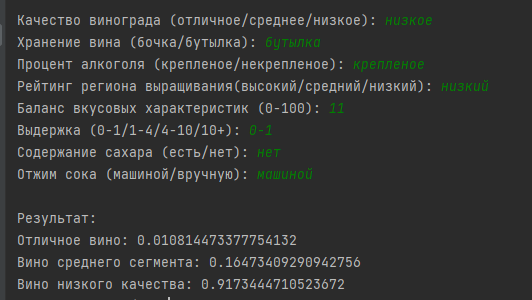 Качество винограда (отличное/среднее/низкое): низкое
Хранение вина (бочка/бутылка): бутылка
Процент алкоголя (крепленое/некрепленое): крепленое
Рейтинг региона выращивания(высокий/средний/низкий): низкий
Баланс вкусовых характеристик (0-100): 11
Выдержка (0-1/1-4/4-10/10+): 0-1
Содержание сахара (есть/нет): нет
Отжим сока (машиной/вручную): машиной
Результат:
Отличное вино: 0.010814473377754132
Вино среднего сегмента: 0.16473409290942756
Вино низкого качества: 0.9173444710523672